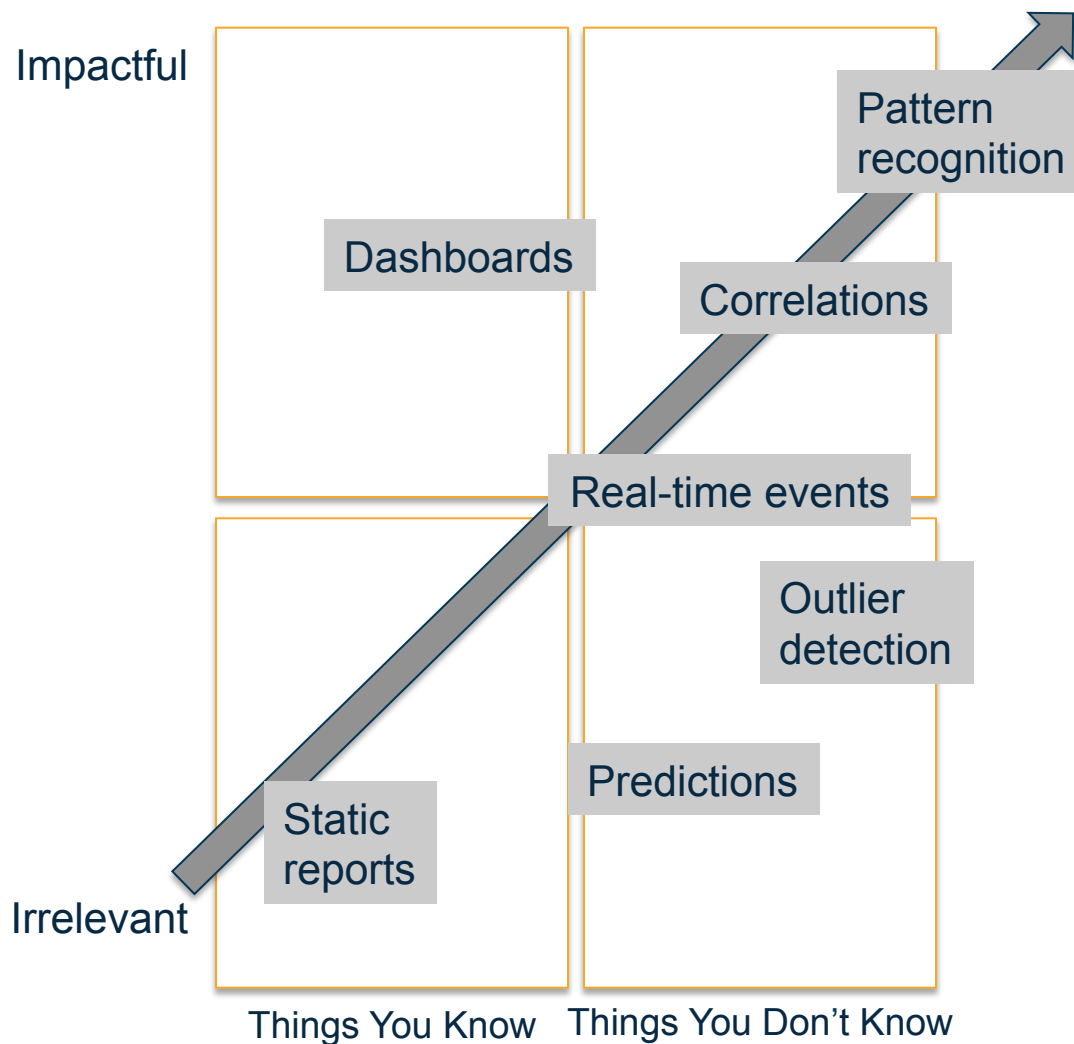 Impactful
Pattern
recognition
Dashboards
Correlations
Real-time events
Outlier
detection
Predictions
Static
reports
Irrelevant
Things You Know
Things You Don’t Know